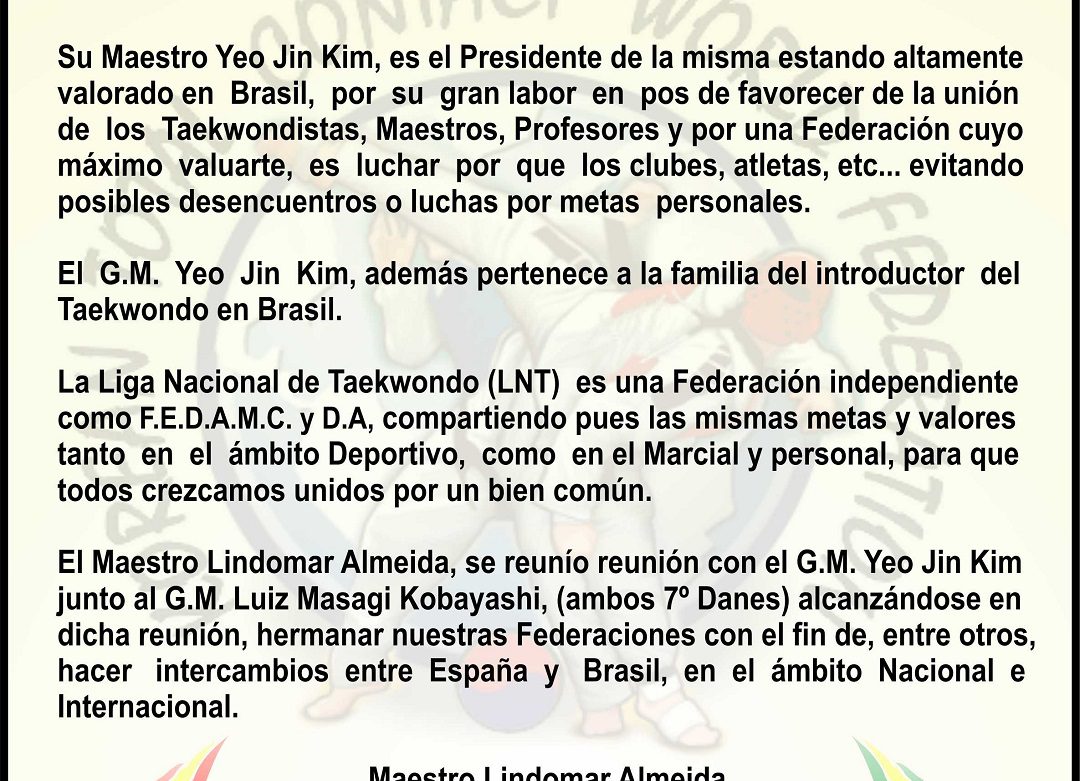 Su Maestro Yeo Jin Kim, es el Presidente de la misma estando altamente
valorado en Brasil, por su gran labor en pos de favorecer de la unión
de los Taekwondistas, Maestros, Profesores y por una Federación cuyo
máximo valuarte, es luchar por que los clubes, atletas, etc... evitando
posibles desencuentros o luchas por metas personales.
El G.M. Yeo Jin Kim, además pertenece a la familia del introductor del
Taekwondo en Brasil.
La Liga Nacional de Taekwondo (LNT) es una Federación independiente
como F.E.D.A.M.C. y D.A, compartiendo pues las mismas metas y valores
tanto en el ámbito Deportivo, como en el Marcial y personal, para que
todos crezcamos unidos por un bien común.
El Maestro Lindomar Almeida, se reunío reunión con el G.M. Yeo Jin Kim
junto al G.M. Luiz Masagi Kobayashi, (ambos 7º Danes) alcanzándose en
dicha reunión, hermanar nuestras Federaciones con el fin de, entre otros,
hacer intercambios entre España y Brasil, en el ámbito Nacional e
Internacional.
Maestro Lindomar Almeida